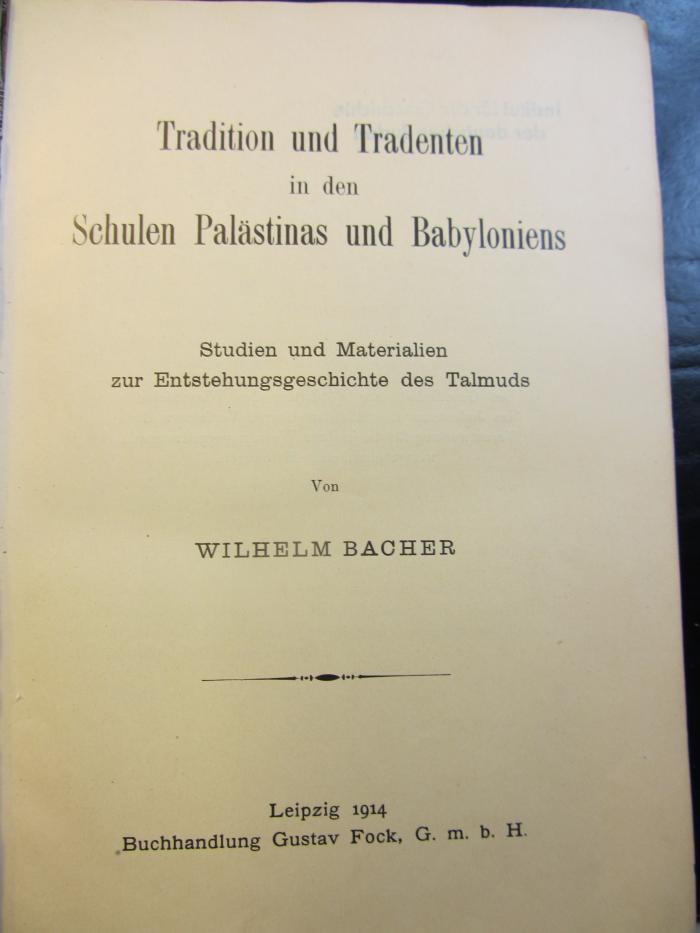 Tradition und Tradenten
in den
Schulen Palästinas und Babyloniens
Studien und Materialien
zur Entstehungsgeschichte des Talmuds
Von
WILHELM BACHER
Leipzig 1914
Buchhandlung Gustav Fock, G. m. b. H.